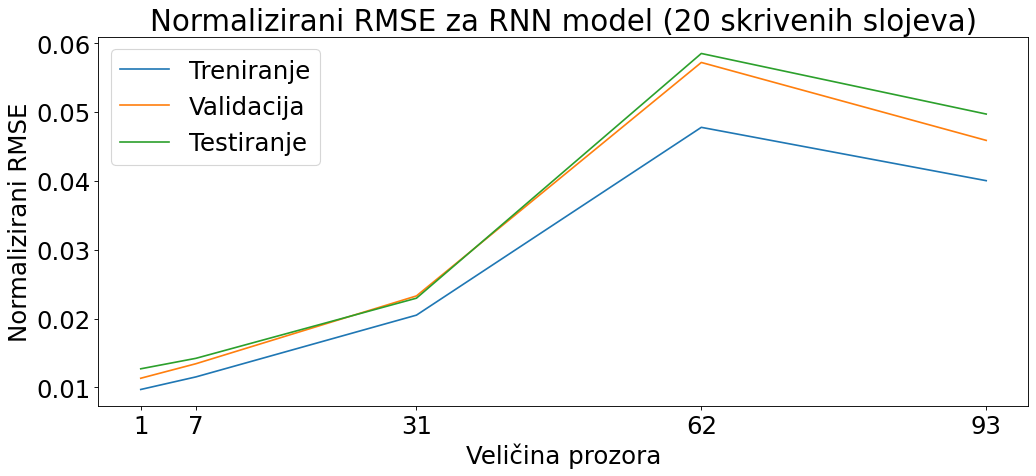 Normalizirani RMSE za RNN model (20 skrivenih slojeva)
Normalizirani RMSE
0.06
0.05
0.04
0.03
0.02
0.01
Treniranje
Validacija
Testiranje
1 7 31 62 93
Veličina prozora